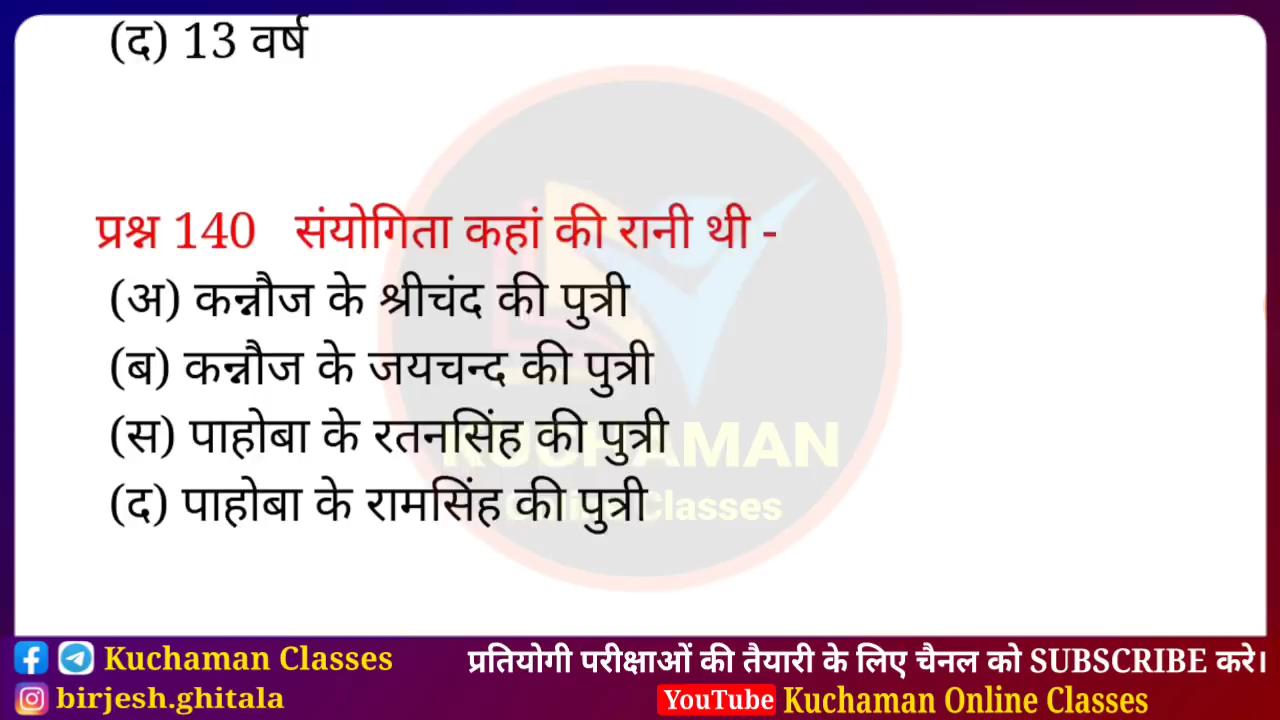 (द) 13 वर्ष
प्रश्न 140 संयोगिता कहां की रानी थी -
(अ) कन्नौज के श्रीचंद की पुत्री
(ब) कन्नौज के जयचन्द की पुत्री
(स) पाहोबा के रतनसिंह की पुत्री
(द) पाहोबा के रामसिंह की पुत्री
KUCHAMAN
Online Classes
Kuchaman Classes
birjesh.ghitala
प्रतियोगी परीक्षाओं की तैयारी के लिए चैनल को SUBSCRIBE करे।
YouTube Kuchaman Online Classes